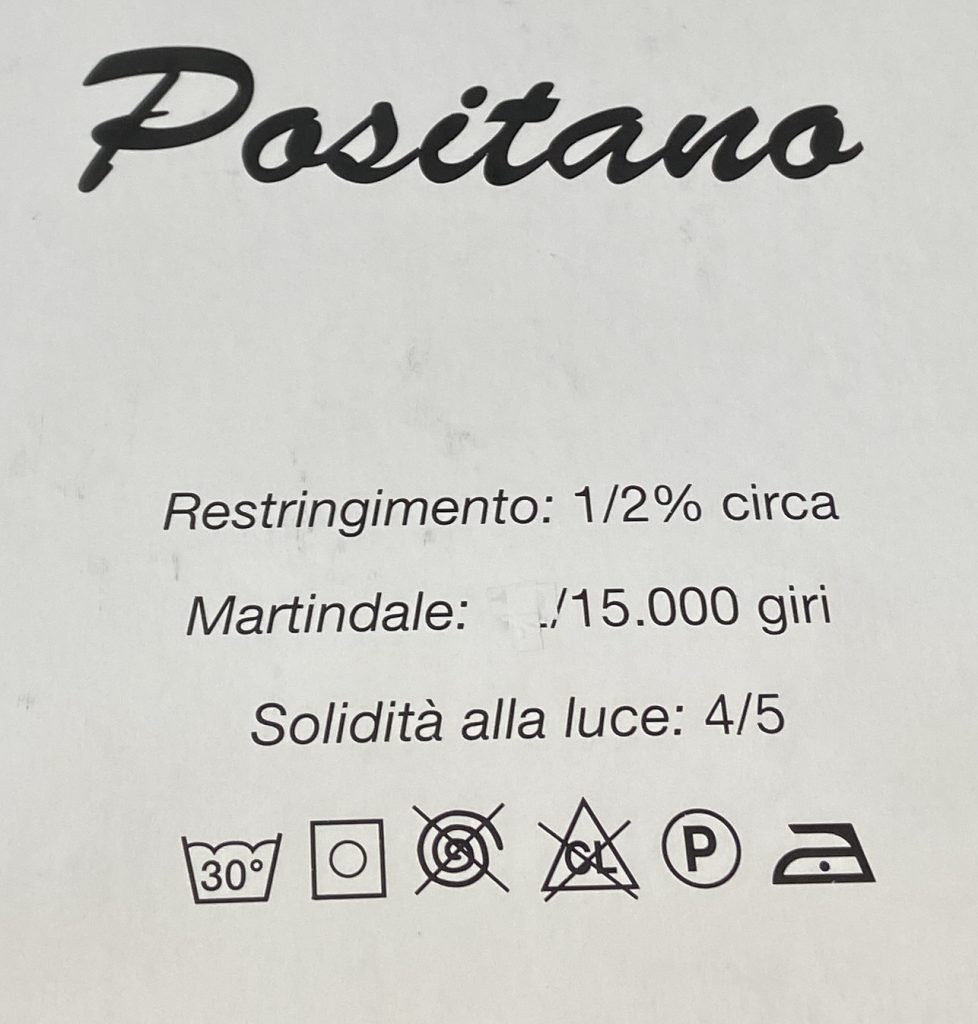 Positano
Restringimento: 1/2% circa
Martindale: /15.000 giri
Solidità alla luce: 4/5
30° CL P